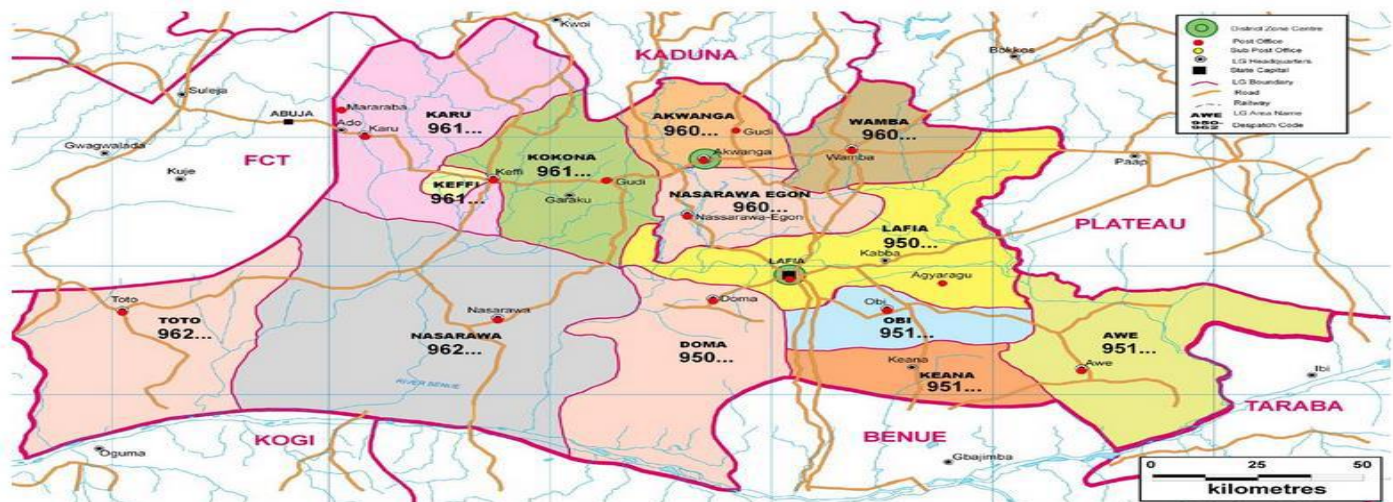 Kwoi
KADUNA
Bokkos
District Zone Centre
Post Office
Sub Post Office
LG Headquarters
State Capital
LG Boundary
Road
Railway
AWE LG Area Name
950-
962 Despatch Code
Suleja
ABUJA
Mararaba
Ado
Karu
KARU
961...
AKWANGA
960...
Gudi
Akwanga
WAMBA
960...
Wamba
Gwagwalada
FCT
Kuje
KOKONA
961...
Keffi
KEFFI
961...
Gudi
Garaku
NASARAWA EGON
960...
Nassarawa-Egon
Paap
PLATEAU
LAFIA
950...
Kabba
LAFIA
Agyaragu
Toto
TOTO
962...
Nasarawa
NASARAWA
962...
Doma
DOMA
950...
Obi
OBI
951...
AWE
951...
Awe
Keana
KEANA
951...
Ibi
RIVER BENUE
TARABA
KOGI
BENUE
Oguma
Gbajimba
0 25 50
kilometres